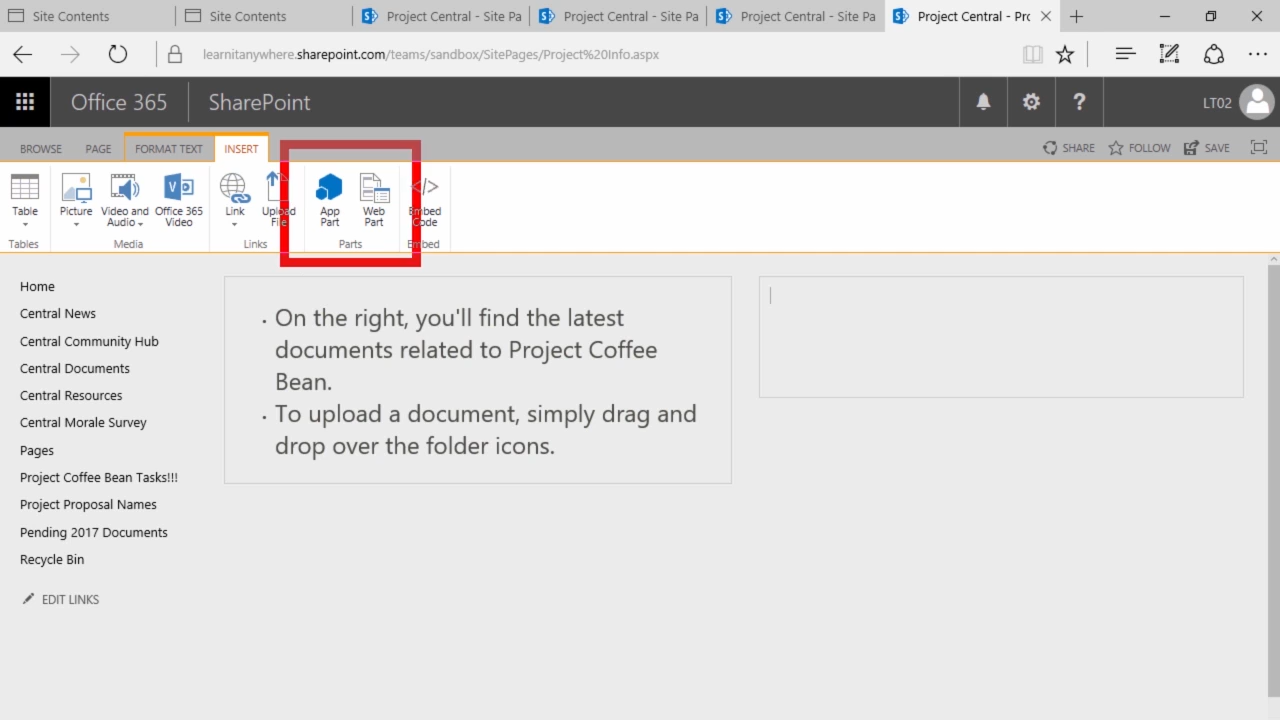 Site Contents
Site Contents
Project Central - Site Pa
Project Central - Site Pa
Project Central - Site Pa
Project Central - Pro
learnitanywhere.sharepoint.com/teams/sandbox/SitePages/Project%20Info.aspx
Office 365
SharePoint
?
LT02
BROWSE
PAGE
FORMAT TEXT
INSERT
SHARE
FOLLOW
SAVE
Table
Picture
Video and
Audio
Office 365
Video
Link
Upload
File
App
Part
Web
Part
Embed
Code
Tables
Media
Links
Parts
Embed
Home
Central News
Central Community Hub
Central Documents
Central Resources
Central Morale Survey
Pages
Project Coffee Bean Tasks!!!
Project Proposal Names
Pending 2017 Documents
Recycle Bin
EDIT LINKS
· On the right, you'll find the latest
documents related to Project Coffee
Bean.
· To upload a document, simply drag and
drop over the folder icons.